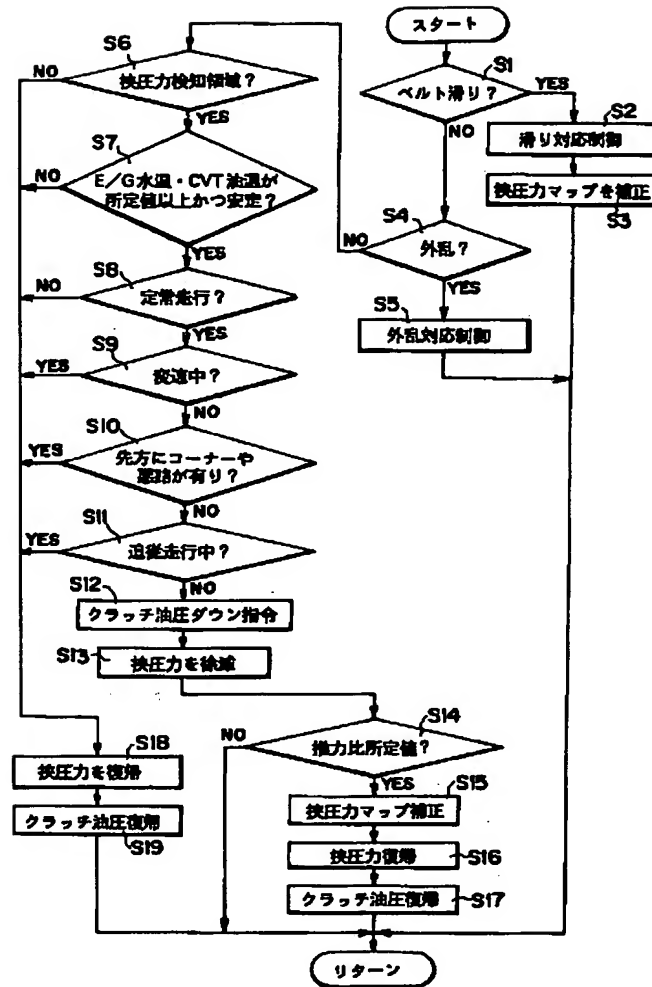 スタート
S1
ベルト滑り？
YES
NO
S2
滑り対応制御
挟圧力マップを補正
S3
S4
外乱？
NO
YES
S5
外乱対応制御
S6
挟圧力検知領域？
NO
YES
S7
E/G水温・CVT油温が
所定値以上かつ安定？
NO
YES
S8
定常走行？
NO
YES
S9
変速中？
YES
NO
S10
先方にコーナーや
悪路が有り？
YES
NO
S11
追従走行中？
YES
NO
S12
クラッチ油圧ダウン指令
S13
挟圧力を徐減
S14
推力比所定値？
NO
YES
S15
挟圧力マップ補正
挟圧力復帰
S16
クラッチ油圧復帰
S17
S18
挟圧力を復帰
クラッチ油圧復帰
S19
リターン